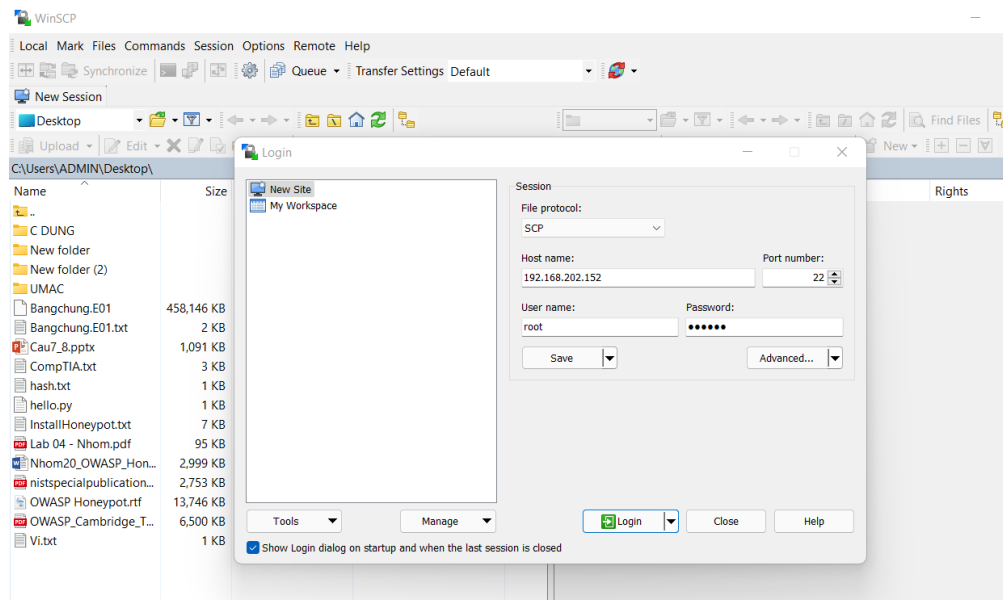 WinSCP
Local Mark Files Commands Session Options Remote Help
Synchronize Queue Transfer Settings Default
New Session
Desktop Find Files
Upload Edit New
Login
C:\Users\ADMIN\Desktop\
Name Size Rights
..
C DUNG
New folder
New folder (2)
UMAC
Bangchung.E01 458,146 KB
Bangchung.E01.txt 2 KB
Cau7_8.pptx 1,091 KB
CompTIA.txt 3 KB
hash.txt 1 KB
hello.py 1 KB
InstallHoneypot.txt 7 KB
Lab 04 - Nhom.pdf 95 KB
Nhom20_OWASP_Hon... 2,999 KB
nistspecialpublication... 2,753 KB
OWASP Honeypot.rtf 13,746 KB
OWASP_Cambridge_T... 6,500 KB
Vi.txt 1 KB
New Site
My Workspace
Session
File protocol:
SCP
Host name: Port number:
192.168.202.152 22
User name: Password:
root ••••••
Save Advanced...
Tools Manage Login Close Help
Show Login dialog on startup and when the last session is closed